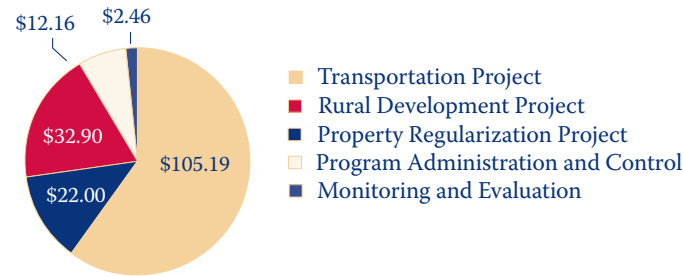 $2.46
$12.16
$32.90
$22.00
$105.19
Transportation Project
Rural Development Project
Property Regularization Project
Program Administration and Control
Monitoring and Evaluation